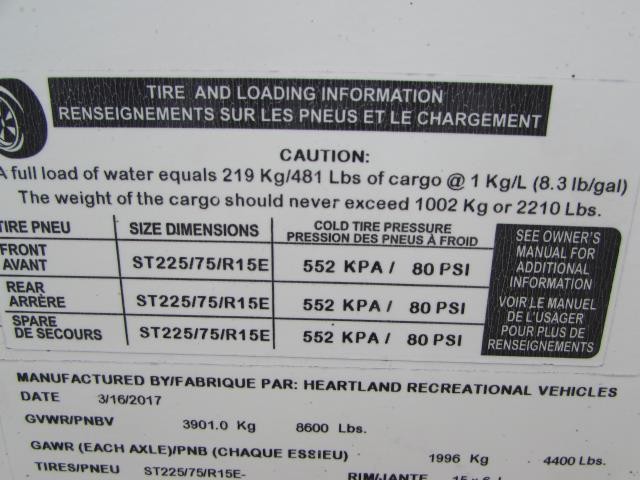 TIRE AND LOADING INFORMATION
RENSEIGNEMENTS SUR LES PNEUS ET LE CHARGEMENT
CAUTION:
A full load of water equals 219 Kg/481 Lbs of cargo @ 1 Kg/L (8.3 lb/gal)
The weight of the cargo should never exceed 1002 Kg or 2210 Lbs.
TIRE PNEU SIZE DIMENSIONS COLD TIRE PRESSURE
PRESSION DES PNEUS À FROID
FRONT
AVANT ST225/75/R15E 552 KPA / 80 PSI
REAR
ARRÈRE ST225/75/R15E 552 KPA / 80 PSI
SPARE
DE SECOURS ST225/75/R15E 552 KPA / 80 PSI
SEE OWNER'S
MANUAL FOR
ADDITIONAL
INFORMATION
VOIR LE MANUEL
DE L'USAGER
POUR PLUS DE
RENSEIGNEMENTS
MANUFACTURED BY/FABRIQUE PAR: HEARTLAND RECREATIONAL VEHICLES
DATE 3/16/2017
GVWR/PNBV 3901.0 Kg 8600 Lbs.
GAWR (EACH AXLE)/PNB (CHAQUE ESSIEU) 1996 Kg 4400 Lbs.
TIRES/PNEU ST225/75/R15E- RIM/JANTE 15 x 6